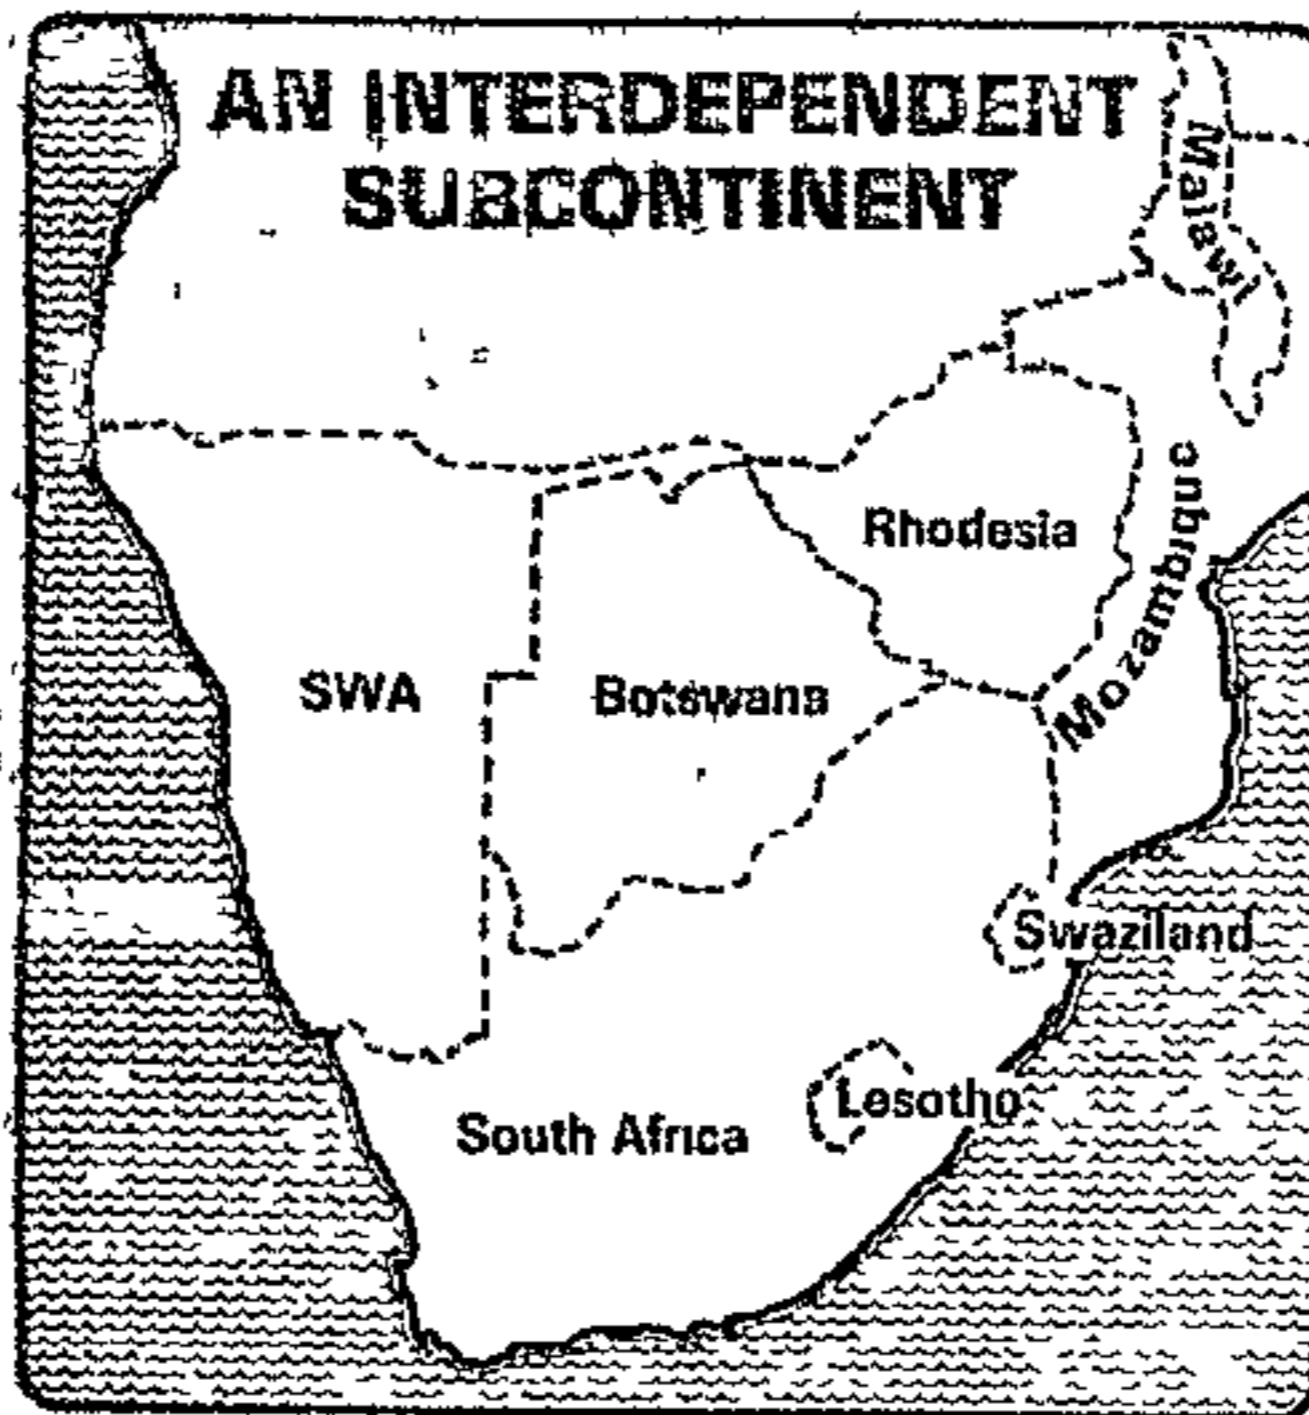 AN INTERDEPENDENT
SUBCONTINENT
Malawi
Rhodesia
Mozambique
SWA
Botswana
Swaziland
Lesotho
South Africa